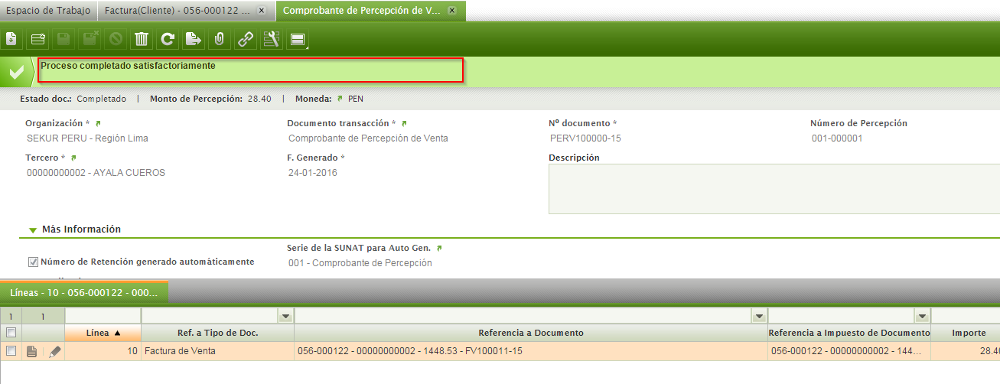 Espacio de Trabajo Factura(Cliente) - 056-000122 ... x Comprobante de Percepción de V... x
Proceso completado satisfactoriamente
Estado doc.: Completado | Monto de Percepción: 28.40 | Moneda: PEN
Organización * Documento transacción * Nº documento * Número de Percepción
SEKUR PERU - Región Lima Comprobante de Percepción de Venta PERV100000-15 001-000001
Tercero * F. Generado * Descripción
00000000002 - AYALA CUEROS 24-01-2016
Más Información
Serie de la SUNAT para Auto Gen.
Número de Retención generado automáticamente 001 - Comprobante de Percepción
Líneas - 10 - 056-000122 - 000...
1 1
Línea Ref. a Tipo de Doc. Referencia a Documento Referencia a Impuesto de Documento Importe
10 Factura de Venta 056-000122 - 00000000002 - 1448.53 - FV100011-15 056-000122 - 00000000002 - 144... 28.40